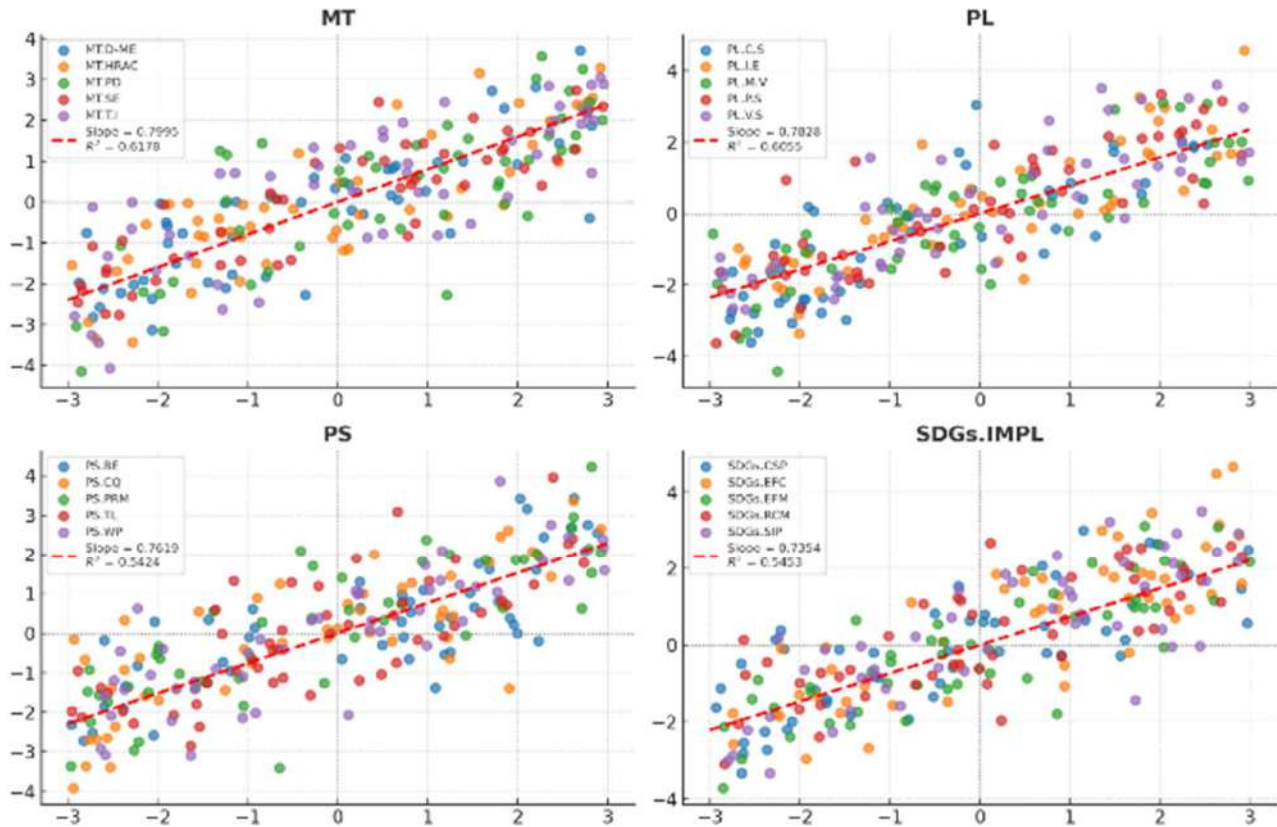 MT
4
3
2
1
0
−1
−2
−3
−4
MT.D-ME
MT.HRAC
MT.PD
MT.SE
MT.TJ
Slope = 0.7995
R² = 0.6178
−3 −2 −1 0 1 2 3
PL
4
2
0
−2
−4
PL.C.S
PL.I.E
PL.M.V
PL.P.S
PL.V.S
Slope = 0.7828
R² = 0.6055
−3 −2 −1 0 1 2 3
PS
4
3
2
1
0
−1
−2
−3
−4
PS.BE
PS.CQ
PS.PRM
PS.TL
PS.WP
Slope = 0.7619
R² = 0.5424
−3 −2 −1 0 1 2 3
SDGs.IMPL
4
2
0
−2
−4
SDGs.CSP
SDGs.EFC
SDGs.EFM
SDGs.RCM
SDGs.SIP
Slope = 0.7354
R² = 0.5453
−3 −2 −1 0 1 2 3